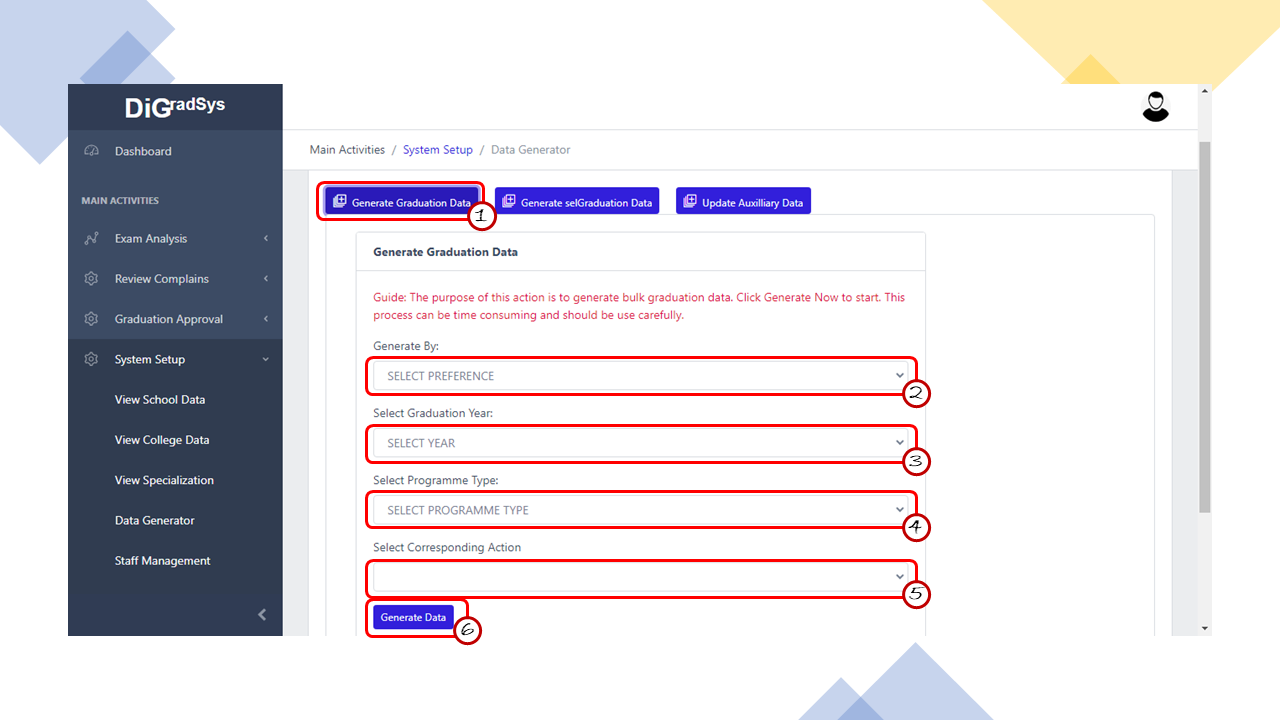 DiGradSys
Dashboard
MAIN ACTIVITIES
Exam Analysis
Review Complains
Graduation Approval
System Setup
View School Data
View College Data
View Specialization
Data Generator
Staff Management
Main Activities / System Setup / Data Generator
Generate Graduation Data 1
Generate selGraduation Data
Update Auxilliary Data
Generate Graduation Data
Guide: The purpose of this action is to generate bulk graduation data. Click Generate Now to start. This
process can be time consuming and should be use carefully.
Generate By:
SELECT PREFERENCE
2
Select Graduation Year:
SELECT YEAR
3
Select Programme Type:
SELECT PROGRAMME TYPE
4
Select Corresponding Action
5
Generate Data
6